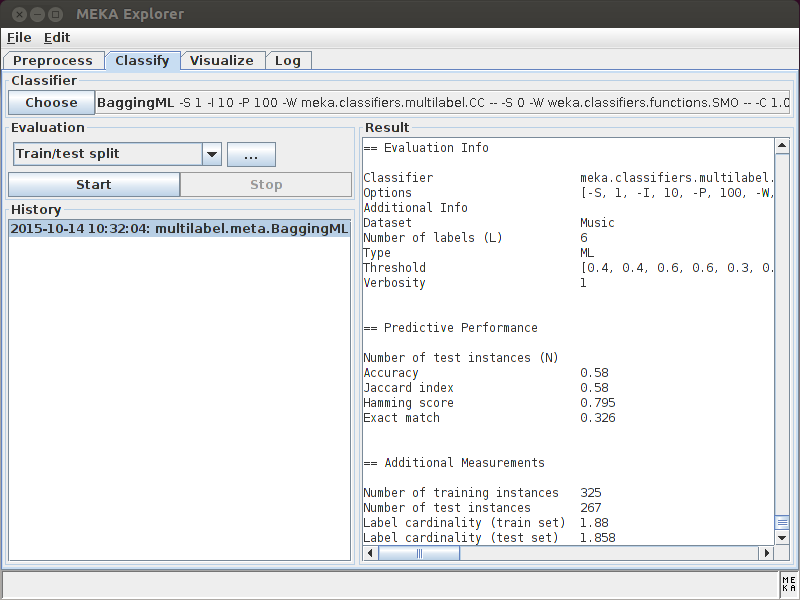 MEKA Explorer
File Edit
Preprocess Classify Visualize Log
Classifier
Choose BaggingML -S 1 -I 10 -P 100 -W meka.classifiers.multilabel.CC -- -S 0 -W weka.classifiers.functions.SMO -- -C 1.0
Evaluation
Train/test split ...
Start Stop
History
2015-10-14 10:32:04: multilabel.meta.BaggingML
Result
== Evaluation Info
Classifier meka.classifiers.multilabel.
Options [-S, 1, -I, 10, -P, 100, -W,
Additional Info
Dataset Music
Number of labels (L) 6
Type ML
Threshold [0.4, 0.4, 0.6, 0.6, 0.3, 0.
Verbosity 1
== Predictive Performance
Number of test instances (N)
Accuracy 0.58
Jaccard index 0.58
Hamming score 0.795
Exact match 0.326
== Additional Measurements
Number of training instances 325
Number of test instances 267
Label cardinality (train set) 1.88
Label cardinality (test set) 1.858
ME
KA